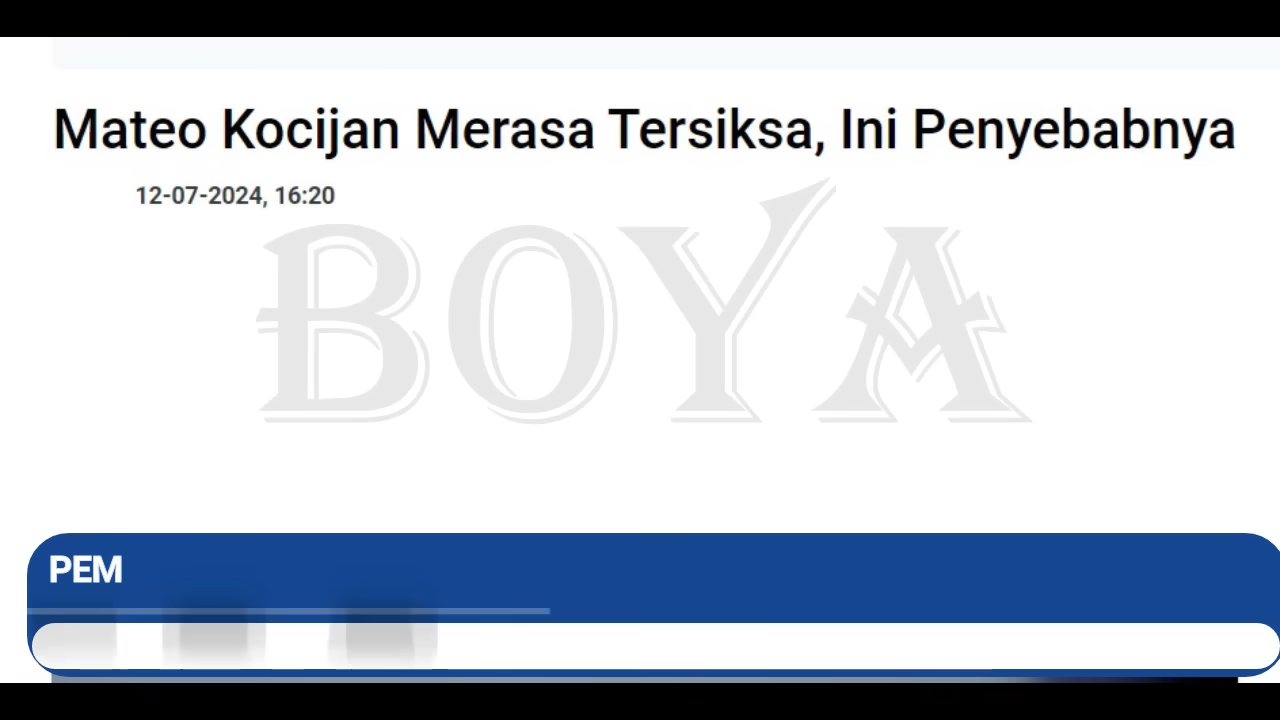 Mateo Kocijan Merasa Tersiksa, Ini Penyebabnya
12-07-2024, 16:20
BOYA
PEM